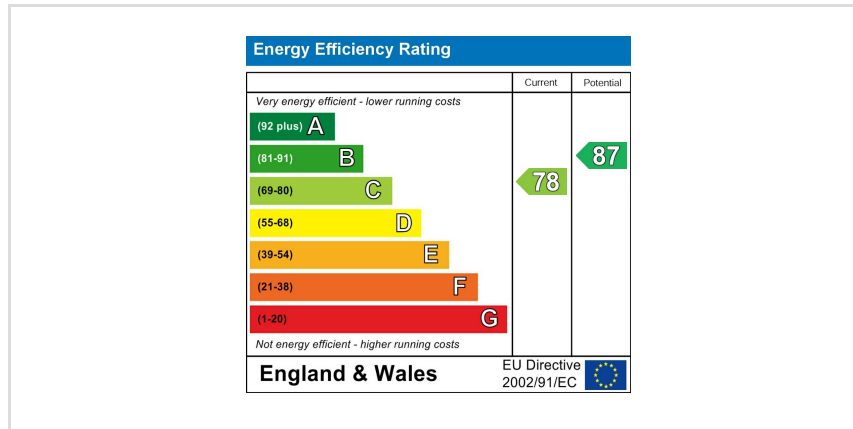 Energy Efficiency Rating
Current Potential
Very energy efficient - lower running costs
(92 plus) A
(81-91) B
87
(69-80) C
78
(55-68) D
(39-54) E
(21-38) F
(1-20) G
Not energy efficient - higher running costs
England & Wales
EU Directive
2002/91/EC